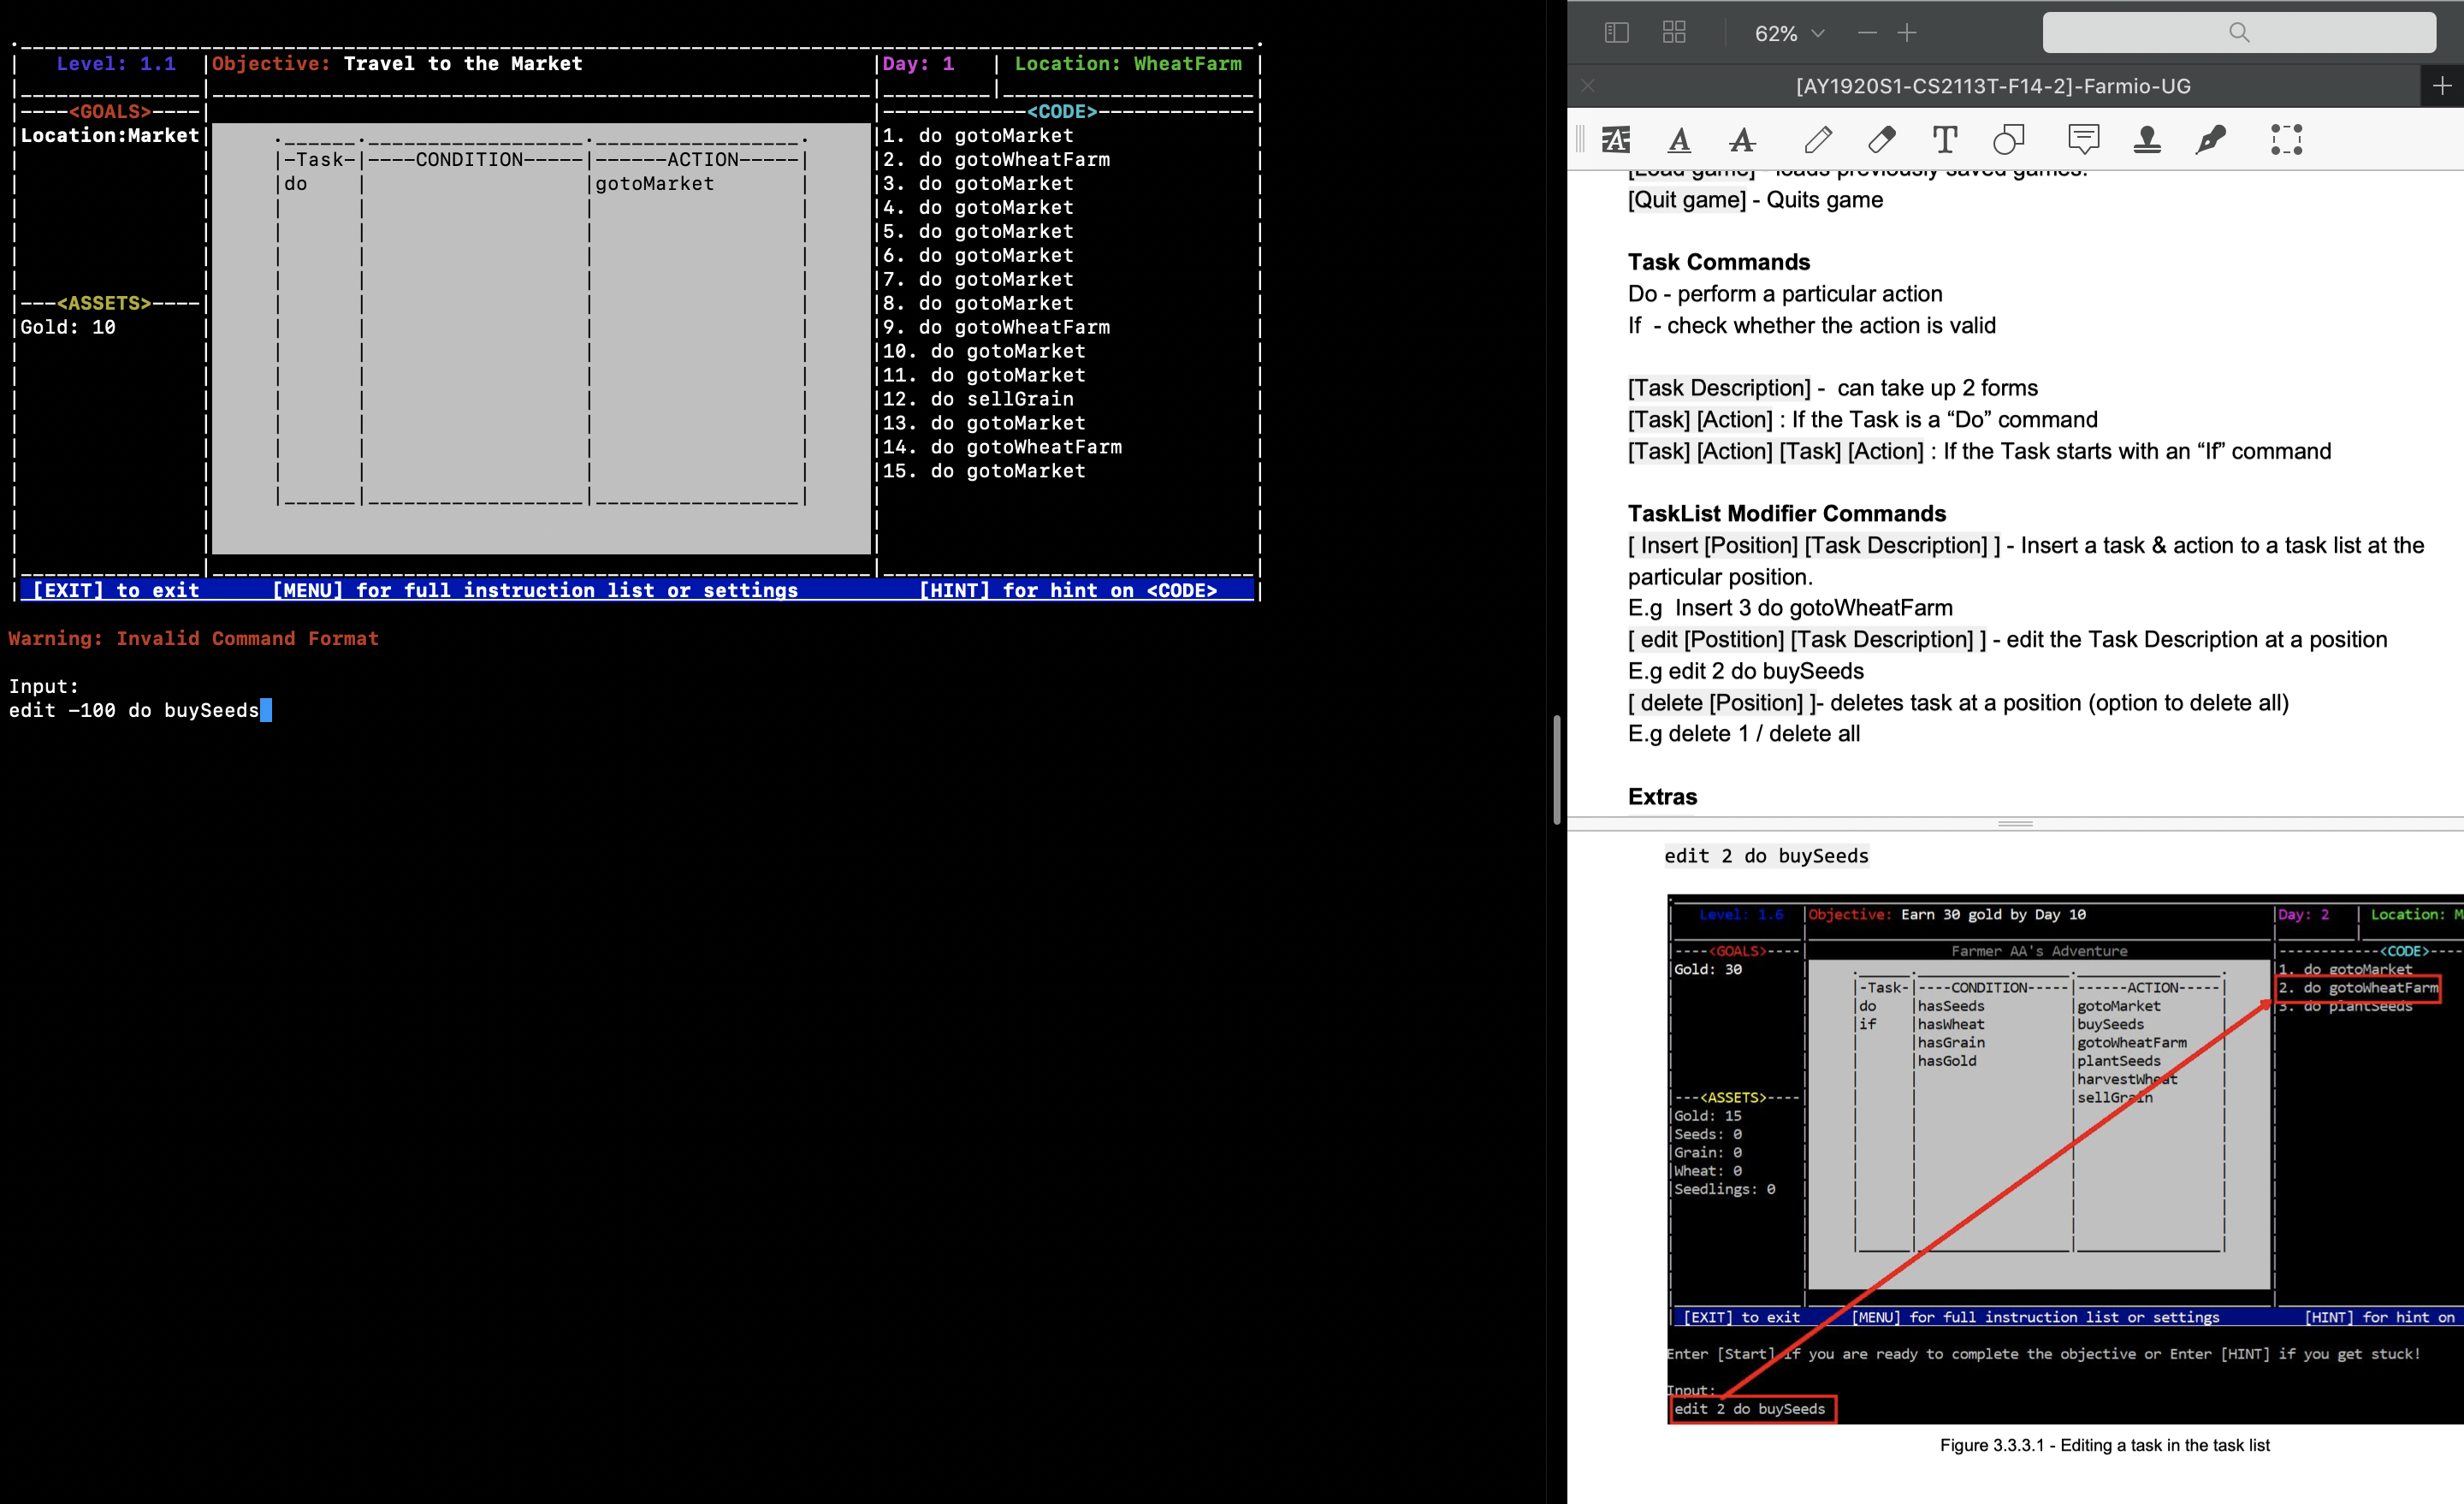 Level: 1.1 |Objective: Travel to the Market |Day: 1 | Location: WheatFarm
----<GOALS>----
Location:Market
---<ASSETS>----
Gold: 10
-Task-|----CONDITION-----|------ACTION-----
do gotoMarket
------------<CODE>-------------
1. do gotoMarket
2. do gotoWheatFarm
3. do gotoMarket
4. do gotoMarket
5. do gotoMarket
6. do gotoMarket
7. do gotoMarket
8. do gotoMarket
9. do gotoWheatFarm
10. do gotoMarket
11. do gotoMarket
12. do sellGrain
13. do gotoMarket
14. do gotoWheatFarm
15. do gotoMarket
[EXIT] to exit [MENU] for full instruction list or settings [HINT] for hint on <CODE>
Warning: Invalid Command Format
Input:
edit -100 do buySeeds
62%
[AY1920S1-CS2113T-F14-2]-Farmio-UG
[Load game] - loads previously saved games.
[Quit game] - Quits game
Task Commands
Do - perform a particular action
If - check whether the action is valid
[Task Description] - can take up 2 forms
[Task] [Action] : If the Task is a “Do” command
[Task] [Action] [Task] [Action] : If the Task starts with an “If” command
TaskList Modifier Commands
[ Insert [Position] [Task Description] ] - Insert a task & action to a task list at the
particular position.
E.g Insert 3 do gotoWheatFarm
[ edit [Postition] [Task Description] ] - edit the Task Description at a position
E.g edit 2 do buySeeds
[ delete [Position] ]- deletes task at a position (option to delete all)
E.g delete 1 / delete all
Extras
edit 2 do buySeeds
Level: 1.6 |Objective: Earn 30 gold by Day 10 |Day: 2 | Location: M
----<GOALS>----
Gold: 30
---<ASSETS>----
Gold: 15
Seeds: 0
Grain: 0
Wheat: 0
Seedlings: 0
Farmer AA's Adventure
-Task-|----CONDITION-----|------ACTION-----
do hasSeeds gotoMarket
if hasWheat buySeeds
hasGrain gotoWheatFarm
hasGold plantSeeds
harvestWheat
sellGrain
------------<CODE>----
1. do gotoMarket
2. do gotoWheatFarm
3. do plantSeeds
[EXIT] to exit [MENU] for full instruction list or settings [HINT] for hint on
Enter [Start] if you are ready to complete the objective or Enter [HINT] if you get stuck!
Input:
edit 2 do buySeeds
Figure 3.3.3.1 - Editing a task in the task list